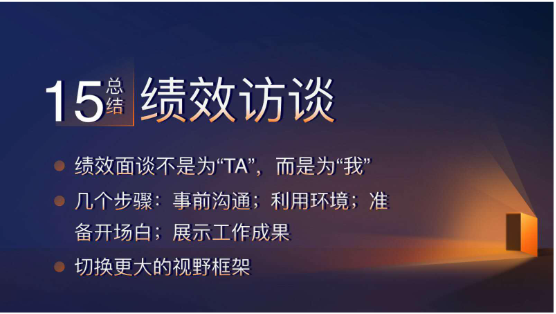 15 总结 绩效访谈
绩效面谈不是为“TA”，而是为“我”
几个步骤：事前沟通；利用环境；准
备开场白；展示工作成果
切换更大的视野框架